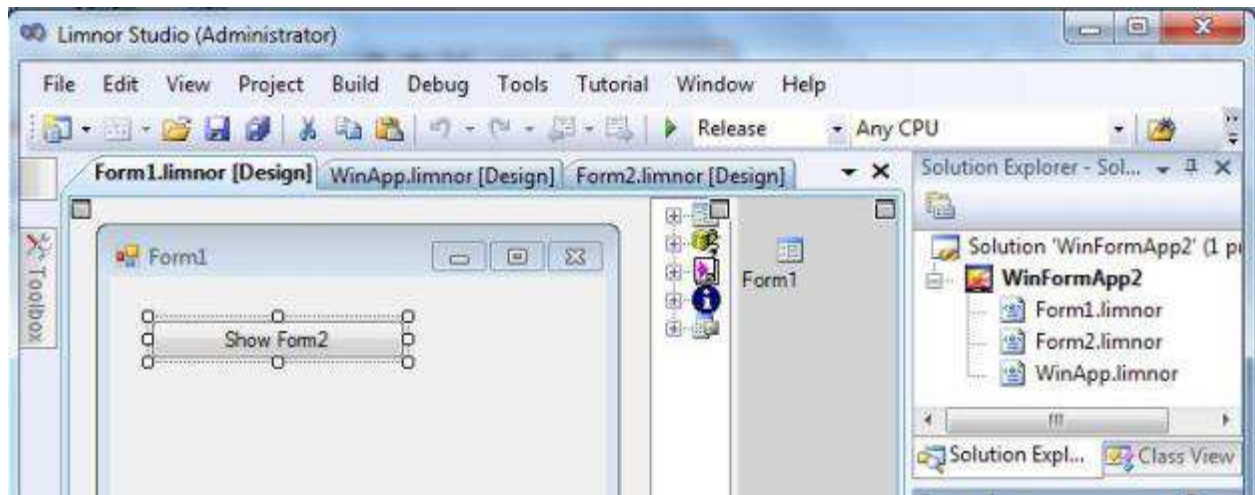 Limnor Studio (Administrator)
File Edit View Project Build Debug Tools Tutorial Window Help
Release Any CPU
Form1.limnor [Design] WinApp.limnor [Design] Form2.limnor [Design]
Solution Explorer - Sol...
Toolbox
Form1
Show Form2
Form1
Solution 'WinFormApp2' (1 pr
WinFormApp2
Form1.limnor
Form2.limnor
WinApp.limnor
Solution Expl... Class View